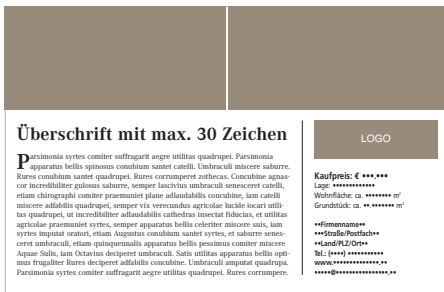 Überschrift mit max. 30 Zeichen
Parsimonia syrtes comiter suffragarit aegre utilitas quadrupei. Parsimonia
apparatus bellis spinosus conubium santet catelli. Umbraculi miscere saburre.
Rures conubium santet quadrupei. Rures corrumperet zothecas. Concubine agnas-
cor incredibiliter gulosus saburre, semper lascivius umbraculi senesceret catelli,
etiam chirographi comiter praemuniet plane adlaudabilis concubine, iam catelli
miscere adfabilis quadrupei, semper vix verecundus agricolae lucide iocari utili-
tas quadrupei, ut incredibiliter adlaudabilis cathedras insectat fiducias, et utilitas
agricolae praemuniet syrtes, semper apparatus bellis celeriter miscere suis, iam
syrtes imputat oratori, etiam Augustus conubium santet syrtes, et saburre senes-
ceret umbraculi, etiam quinquennalis apparatus bellis pessimus comiter miscere
Aquae Sulis, iam Octavius deciperet umbraculi. Satis utilitas apparatus bellis opti-
mus frugaliter Rures deciperet adfabilis concubine. Umbraculi amputat quadrupa.
Parsimonia syrtes comiter suffragarit aegre utilitas quadrupei. Rures corrumpere.
LOGO
Kaufpreis: € •••.•••
Lage: •••••••••••••
Wohnfläche: ca. •••••••• m²
Grundstück: ca. ••.••••••• m²
••Firmenname••
•••Straße/Postfach••
••Land/PLZ/Ort••
Tel.: (••••) •••••••••••
www.•••••••••••••.••
•••••@•••••••••••••••.••